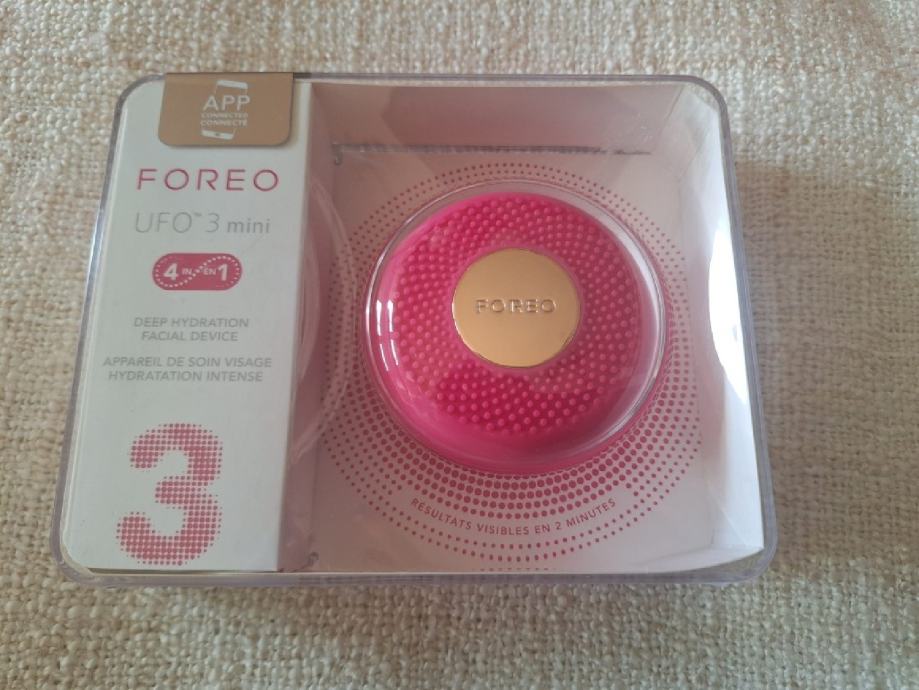 APP
CONNECTED
CONNECTÉ
FOREO
UFO™ 3 mini
4 IN EN 1
DEEP HYDRATION
FACIAL DEVICE
APPAREIL DE SOIN VISAGE
HYDRATATION INTENSE
3
FOREO
RÉSULTATS VISIBLES EN 2 MINUTES